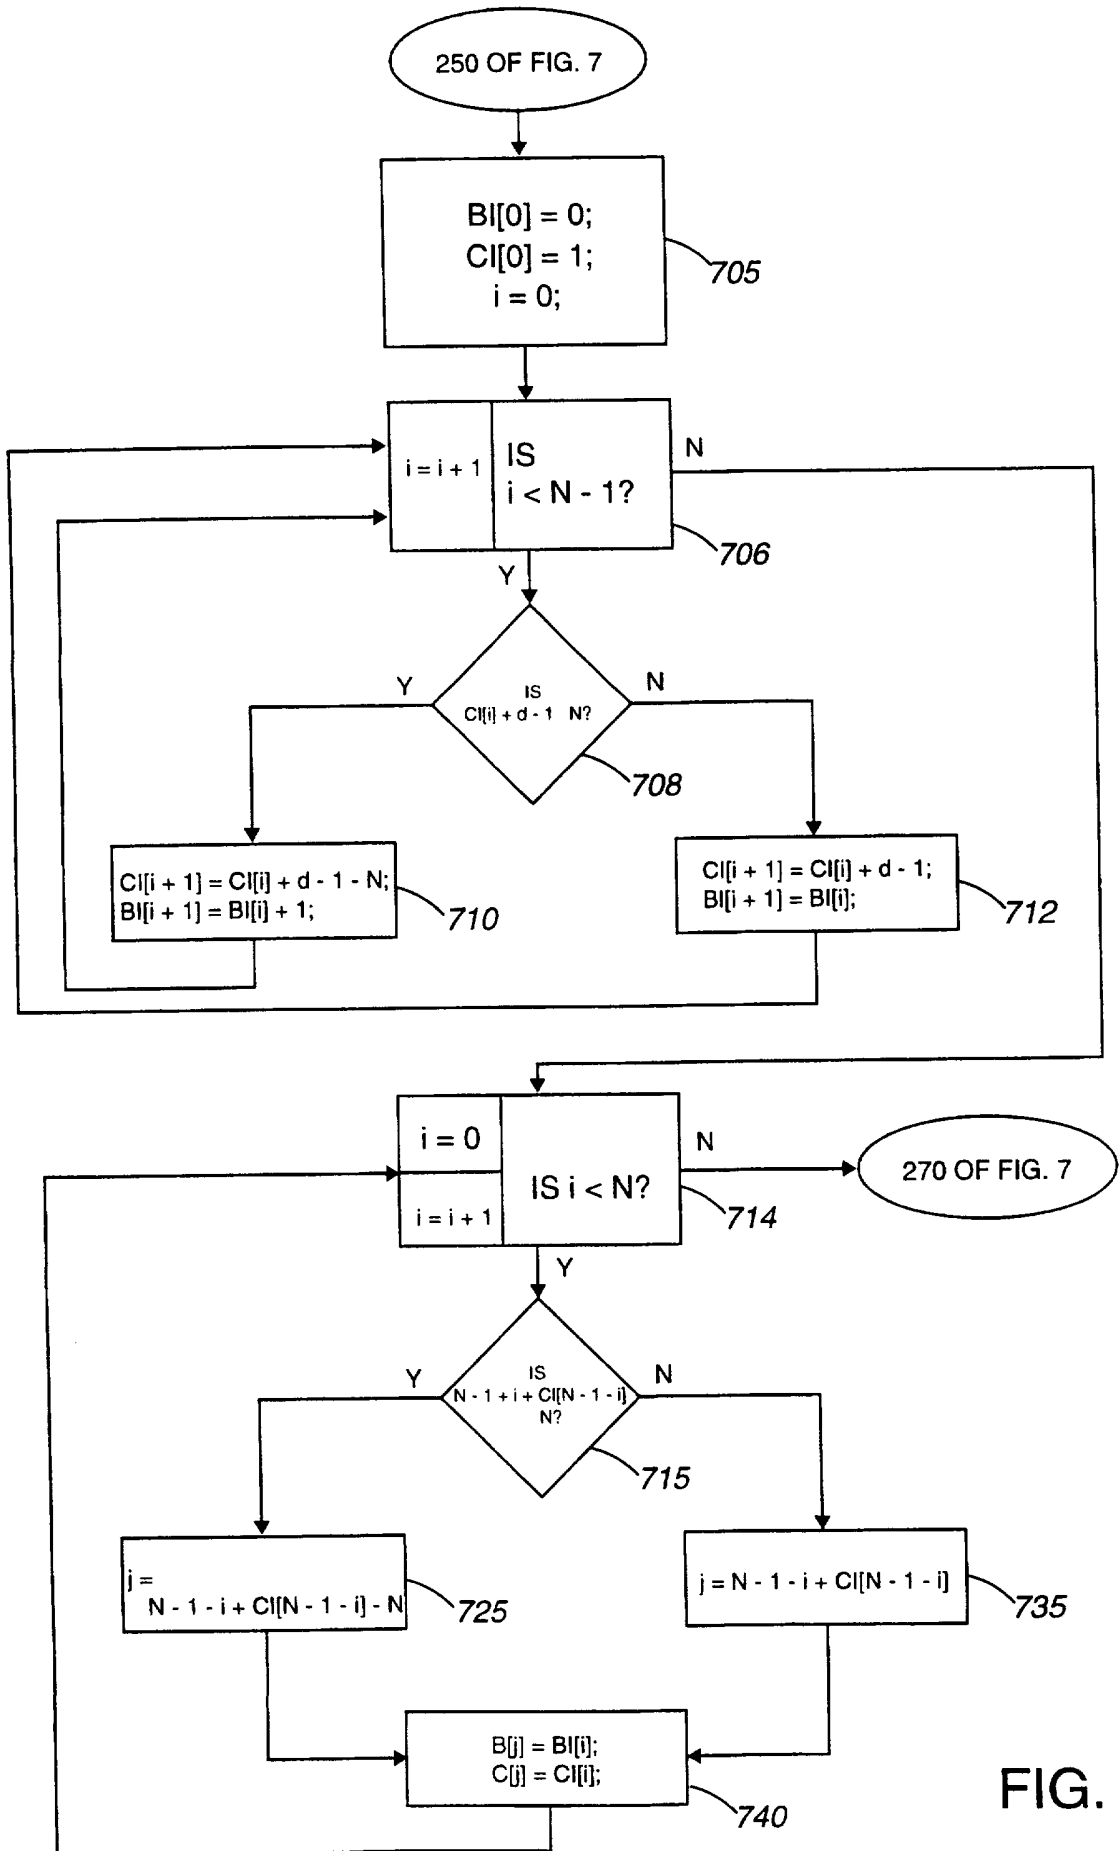 250 OF FIG. 7
BI[0] = 0;
CI[0] = 1;
i = 0;
705
i = i + 1
IS
i < N - 1?
N
706
Y
Y
IS
CI[i] + d - 1 N?
N
708
CI[i + 1] = CI[i] + d - 1 - N;
BI[i + 1] = BI[i] + 1;
710
CI[i + 1] = CI[i] + d - 1;
BI[i + 1] = BI[i];
712
i = 0
i = i + 1
IS i < N?
N
714
270 OF FIG. 7
Y
Y
IS
N - 1 + i + CI[N - 1 - i]
N?
N
715
j =
N - 1 - i + CI[N - 1 - i] - N
725
j = N - 1 - i + CI[N - 1 - i]
735
B[j] = BI[i];
C[j] = CI[i];
740
FIG.